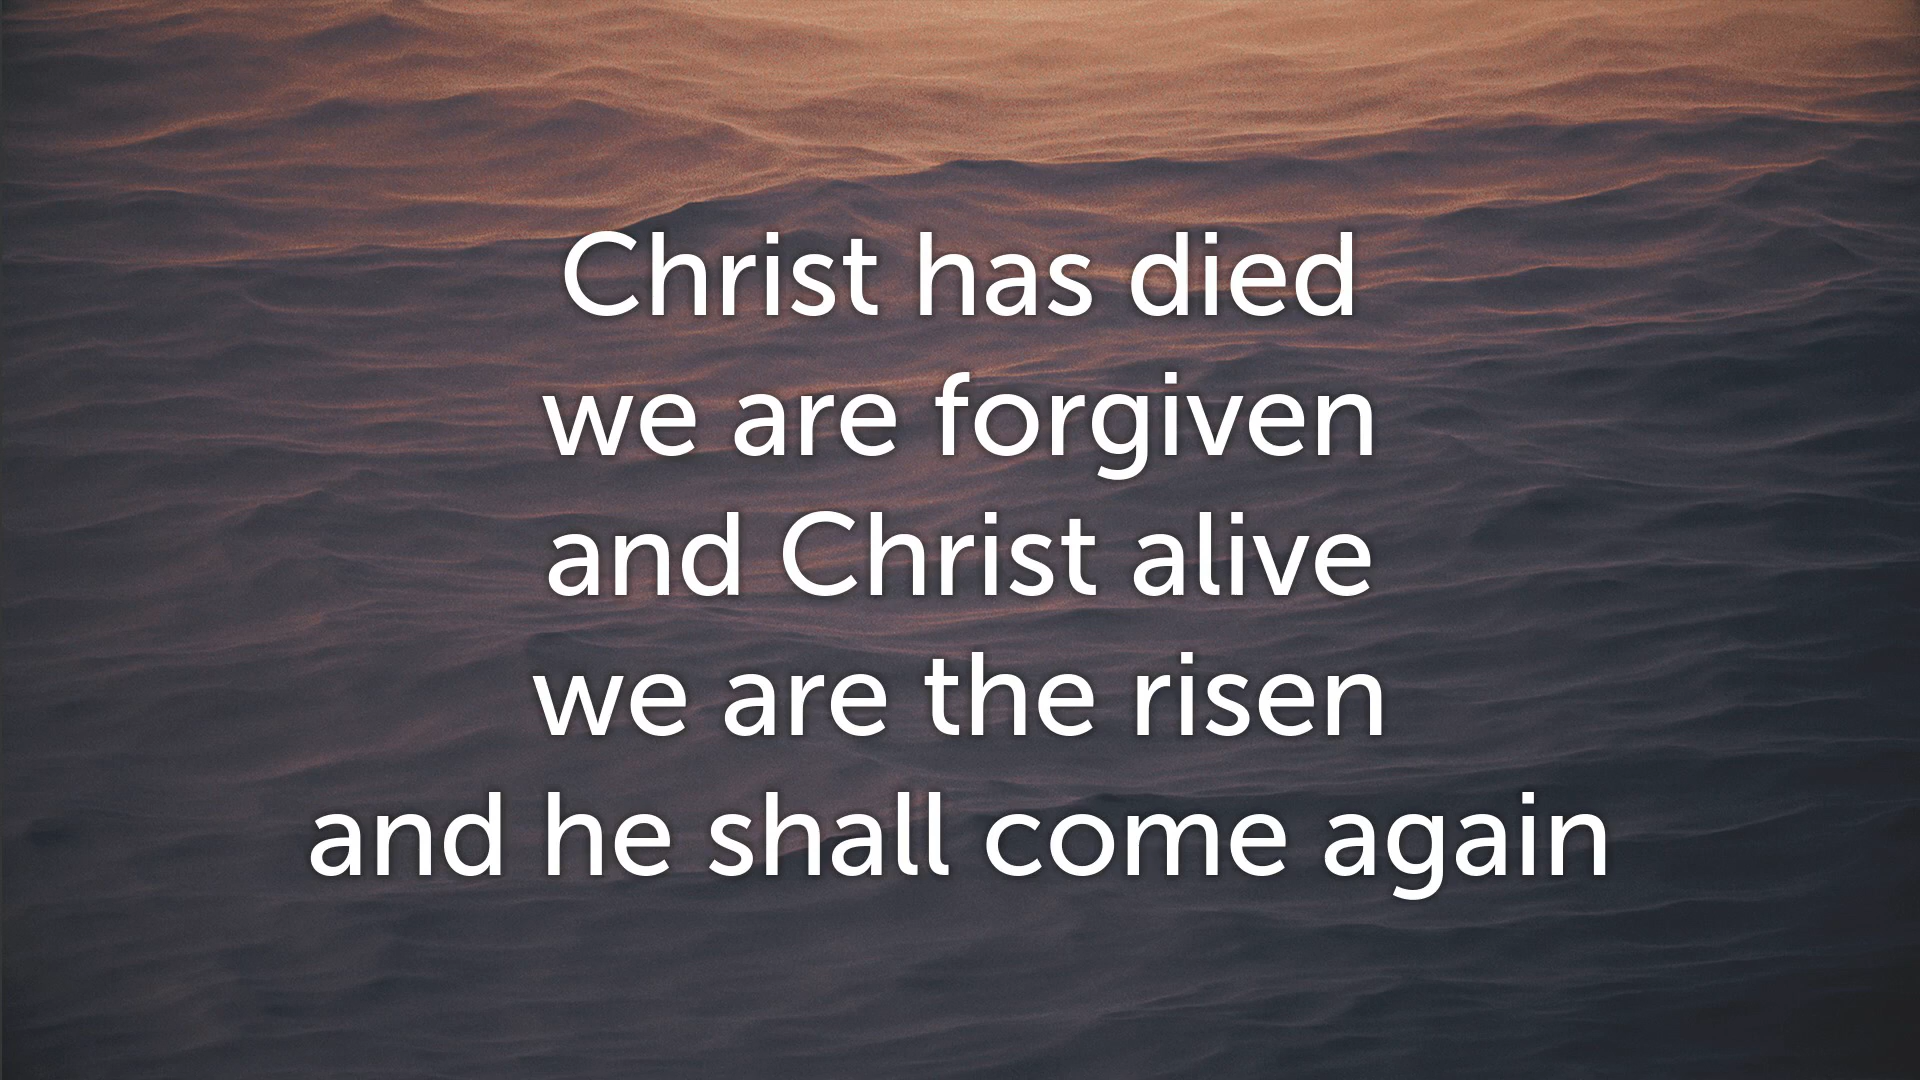 Christ has died
we are forgiven
and Christ alive
we are the risen
and he shall come again